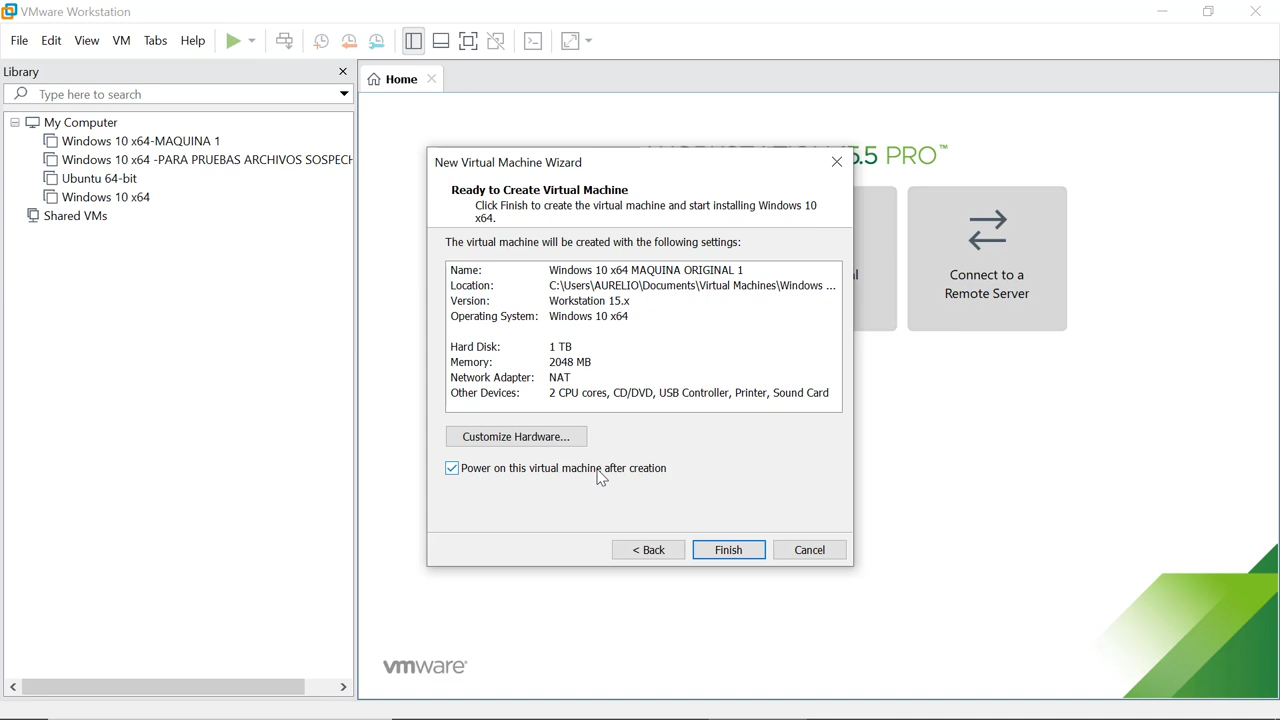 VMware Workstation
File Edit View VM Tabs Help
Library
Type here to search
My Computer
Windows 10 x64-MAQUINA 1
Windows 10 x64 -PARA PRUEBAS ARCHIVOS SOSPECH
Ubuntu 64-bit
Windows 10 x64
Shared VMs
Home
5.5 PRO™
New Virtual Machine Wizard
Ready to Create Virtual Machine
Click Finish to create the virtual machine and start installing Windows 10
x64.
The virtual machine will be created with the following settings:
Name: Windows 10 x64 MAQUINA ORIGINAL 1
Location: C:\Users\AURELIO\Documents\Virtual Machines\Windows ...
Version: Workstation 15.x
Operating System: Windows 10 x64
Hard Disk: 1 TB
Memory: 2048 MB
Network Adapter: NAT
Other Devices: 2 CPU cores, CD/DVD, USB Controller, Printer, Sound Card
Customize Hardware...
Power on this virtual machine after creation
< Back Finish Cancel
Connect to a
Remote Server
vmware®